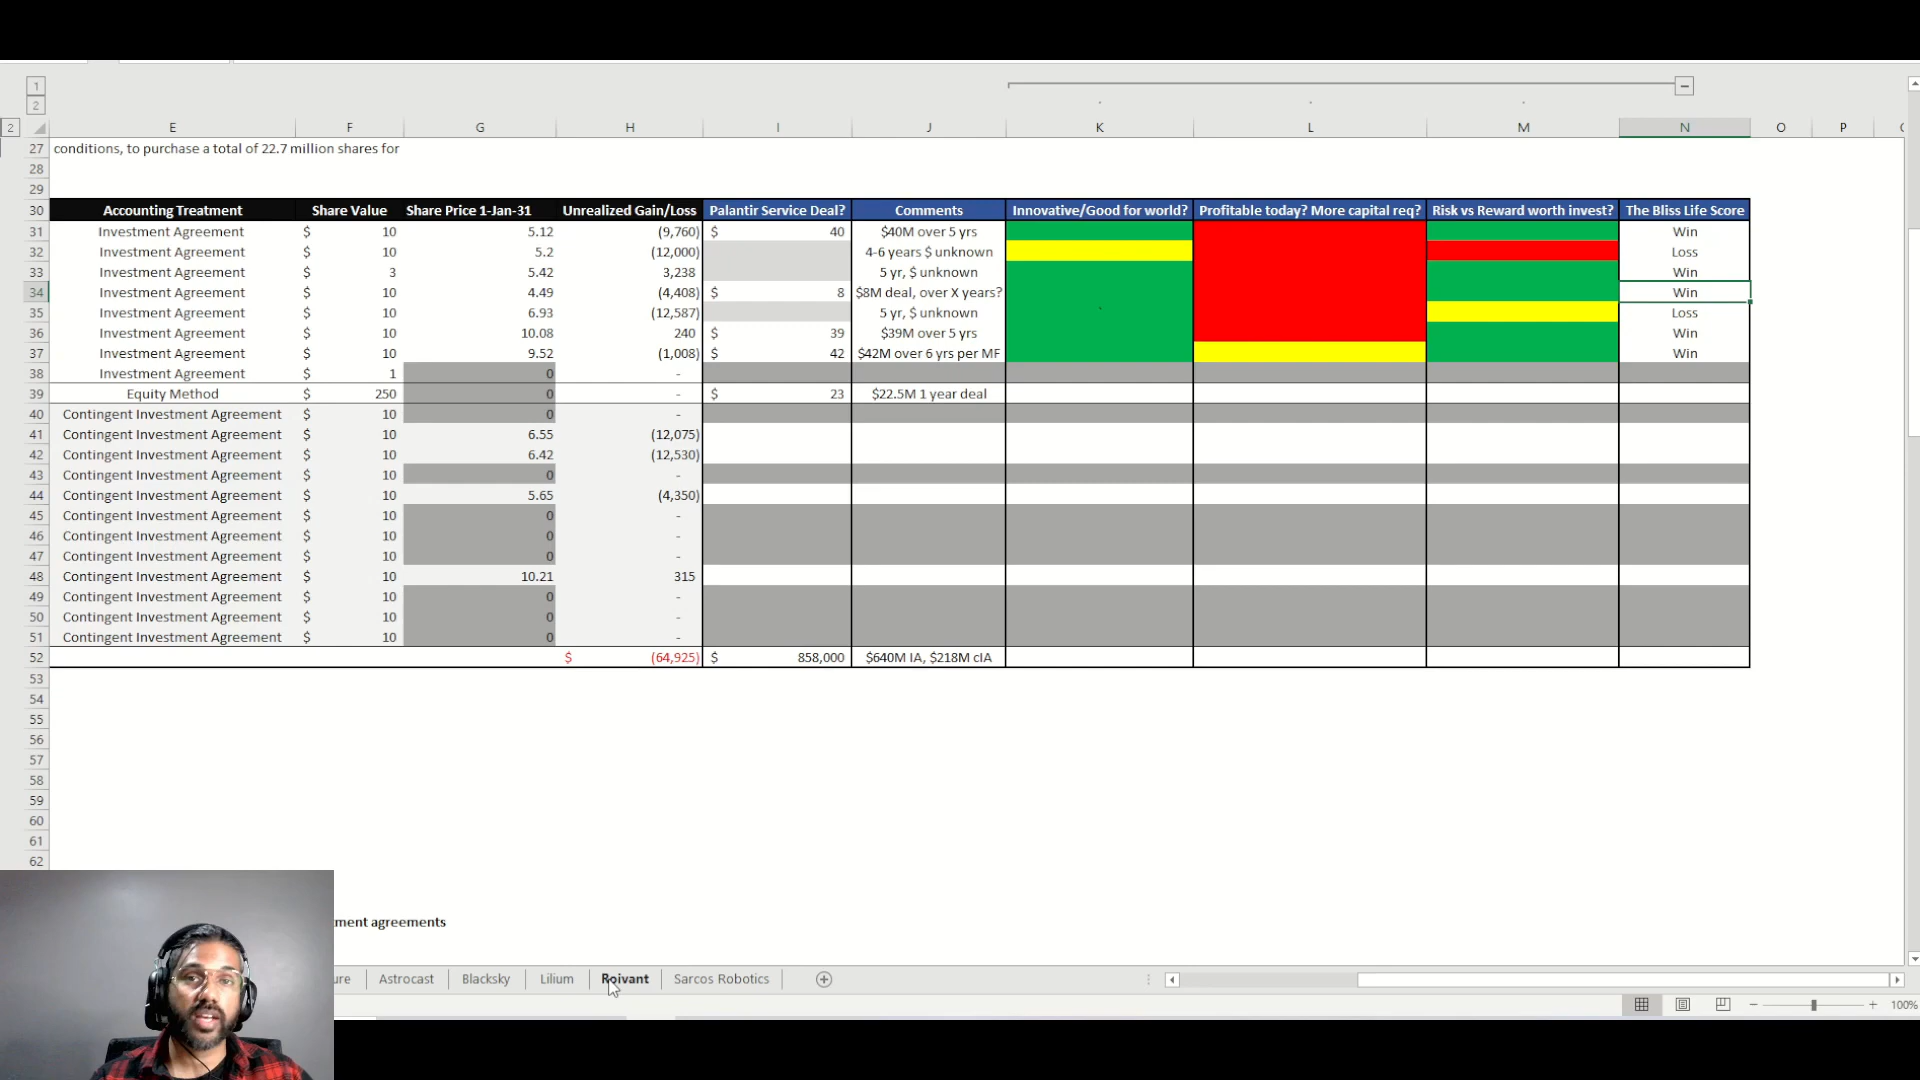 1
2
2 E F G H I J K L M N O P
27 conditions, to purchase a total of 22.7 million shares for
28
29
30 Accounting Treatment Share Value Share Price 1-Jan-31 Unrealized Gain/Loss Palantir Service Deal? Comments Innovative/Good for world? Profitable today? More capital req? Risk vs Reward worth invest? The Bliss Life Score
31 Investment Agreement $ 10 5.12 (9,760) $ 40 $40M over 5 yrs Win
32 Investment Agreement $ 10 5.2 (12,000) 4-6 years $ unknown Loss
33 Investment Agreement $ 3 5.42 3,238 5 yr, $ unknown Win
34 Investment Agreement $ 10 4.49 (4,408) $ 8 $8M deal, over X years? Win
35 Investment Agreement $ 10 6.93 (12,587) 5 yr, $ unknown Loss
36 Investment Agreement $ 10 10.08 240 $ 39 $39M over 5 yrs Win
37 Investment Agreement $ 10 9.52 (1,008) $ 42 $42M over 6 yrs per MF Win
38 Investment Agreement $ 1 0 -
39 Equity Method $ 250 0 - $ 23 $22.5M 1 year deal
40 Contingent Investment Agreement $ 10 0 -
41 Contingent Investment Agreement $ 10 6.55 (12,075)
42 Contingent Investment Agreement $ 10 6.42 (12,530)
43 Contingent Investment Agreement $ 10 0 -
44 Contingent Investment Agreement $ 10 5.65 (4,350)
45 Contingent Investment Agreement $ 10 0 -
46 Contingent Investment Agreement $ 10 0 -
47 Contingent Investment Agreement $ 10 0 -
48 Contingent Investment Agreement $ 10 10.21 315
49 Contingent Investment Agreement $ 10 0 -
50 Contingent Investment Agreement $ 10 0 -
51 Contingent Investment Agreement $ 10 0 -
52 $ (64,925) $ 858,000 $640M IA, $218M cIA
53
54
55
56
57
58
59
60
61
62
tment agreements
ure Astrocast Blacksky Lilium Roivant Sarcos Robotics
100%